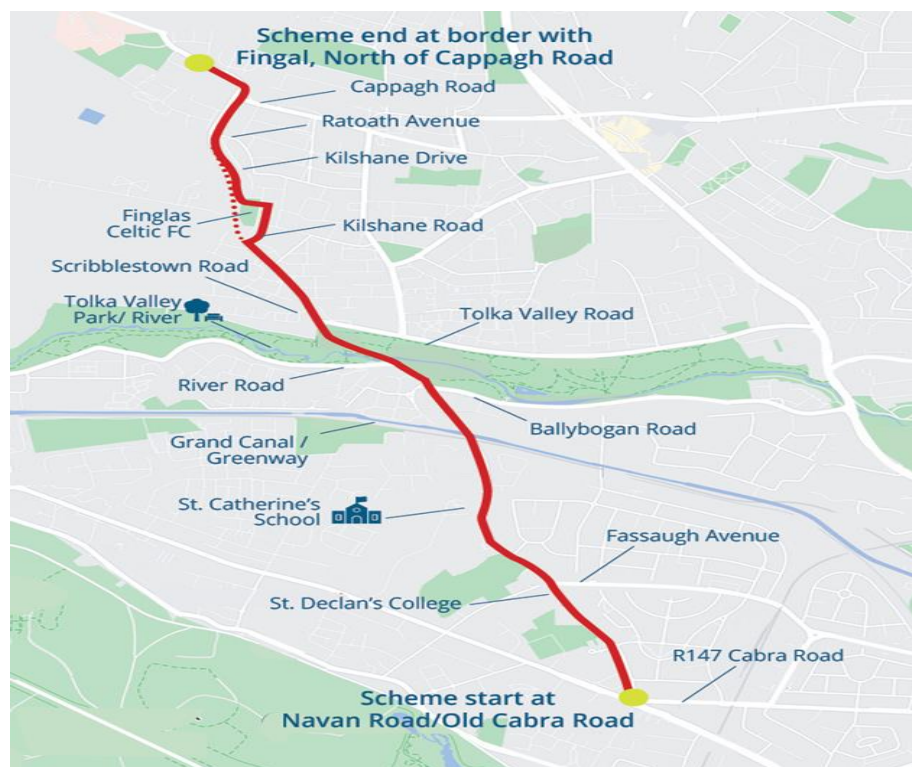 Scheme end at border with
Fingal, North of Cappagh Road
Cappagh Road
Ratoath Avenue
Kilshane Drive
Finglas
Celtic FC
Kilshane Road
Scribblestown Road
Tolka Valley
Park/ River
Tolka Valley Road
River Road
Ballybogan Road
Grand Canal /
Greenway
St. Catherine's
School
Fassaugh Avenue
St. Declan's College
R147 Cabra Road
Scheme start at
Navan Road/Old Cabra Road